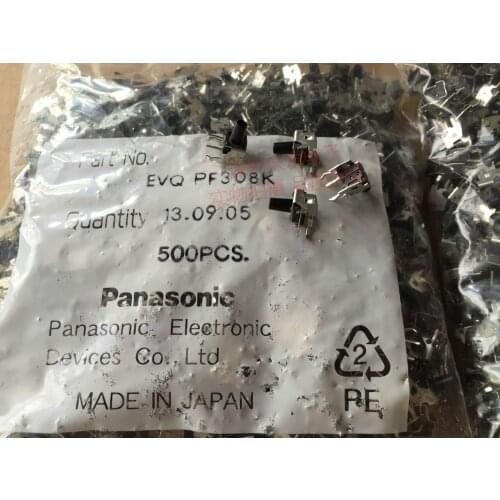 Part No.
EVQ PF308K
Quantity 13.09.05
500PCS.
Panasonic
Panasonic Electronic
Devices Co., Ltd.
MADE IN JAPAN
2
PE